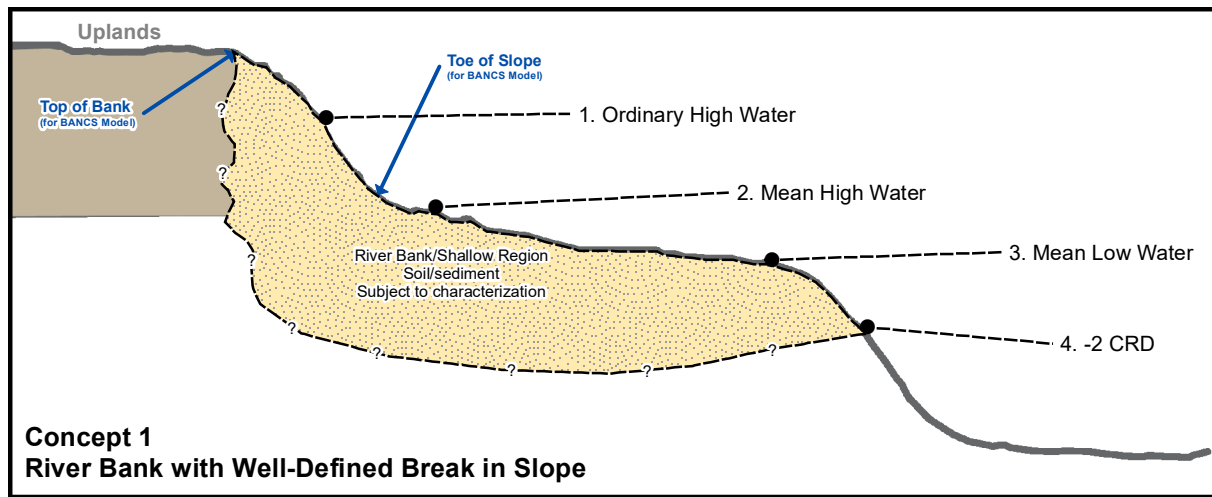 Uplands
Toe of Slope
(for BANCS Model)
Top of Bank
(for BANCS Model)
1. Ordinary High Water
2. Mean High Water
3. Mean Low Water
4. -2 CRD
?
?
?
?
?
?
?
?
River Bank/Shallow Region
Soil/sediment
Subject to characterization
Concept 1
River Bank with Well-Defined Break in Slope